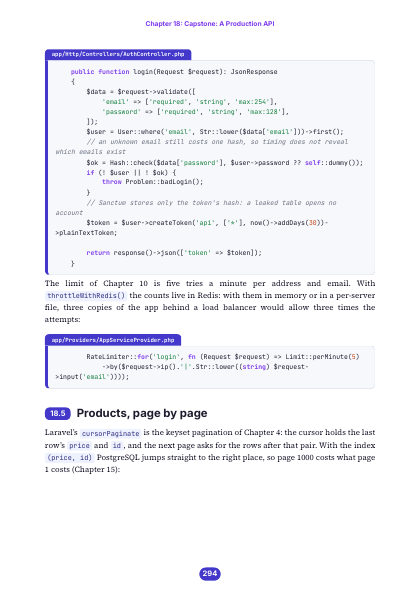 Chapter 18: Capstone: A Production API
app/Http/Controllers/AuthController.php
public function login(Request $request): JsonResponse
{
$data = $request->validate([
'email' => ['required', 'string', 'max:254'],
'password' => ['required', 'string', 'max:128'],
]);
$user = User::where('email', Str::lower($data['email']))->first();
// an unknown email still costs one hash, so timing does not reveal
which emails exist
$ok = Hash::check($data['password'], $user->password ?? self::dummy());
if (! $user || ! $ok) {
throw Problem::badLogin();
}
// Sanctum stores only the token's hash: a leaked table opens no
account
$token = $user->createToken('api', ['*'], now()->addDays(30))-
>plainTextToken;
return response()->json(['token' => $token]);
}
The limit of Chapter 10 is five tries a minute per address and email. With
throttleWithRedis() the counts live in Redis: with them in memory or in a per-server
file, three copies of the app behind a load balancer would allow three times the
attempts:
app/Providers/AppServiceProvider.php
RateLimiter::for('login', fn (Request $request) => Limit::perMinute(5)
->by($request->ip().'|'.Str::lower((string) $request-
>input('email'))));
18.5 Products, page by page
Laravel's cursorPaginate is the keyset pagination of Chapter 4: the cursor holds the last
row's price and id, and the next page asks for the rows after that pair. With the index
(price, id) PostgreSQL jumps straight to the right place, so page 1000 costs what page
1 costs (Chapter 15):
294